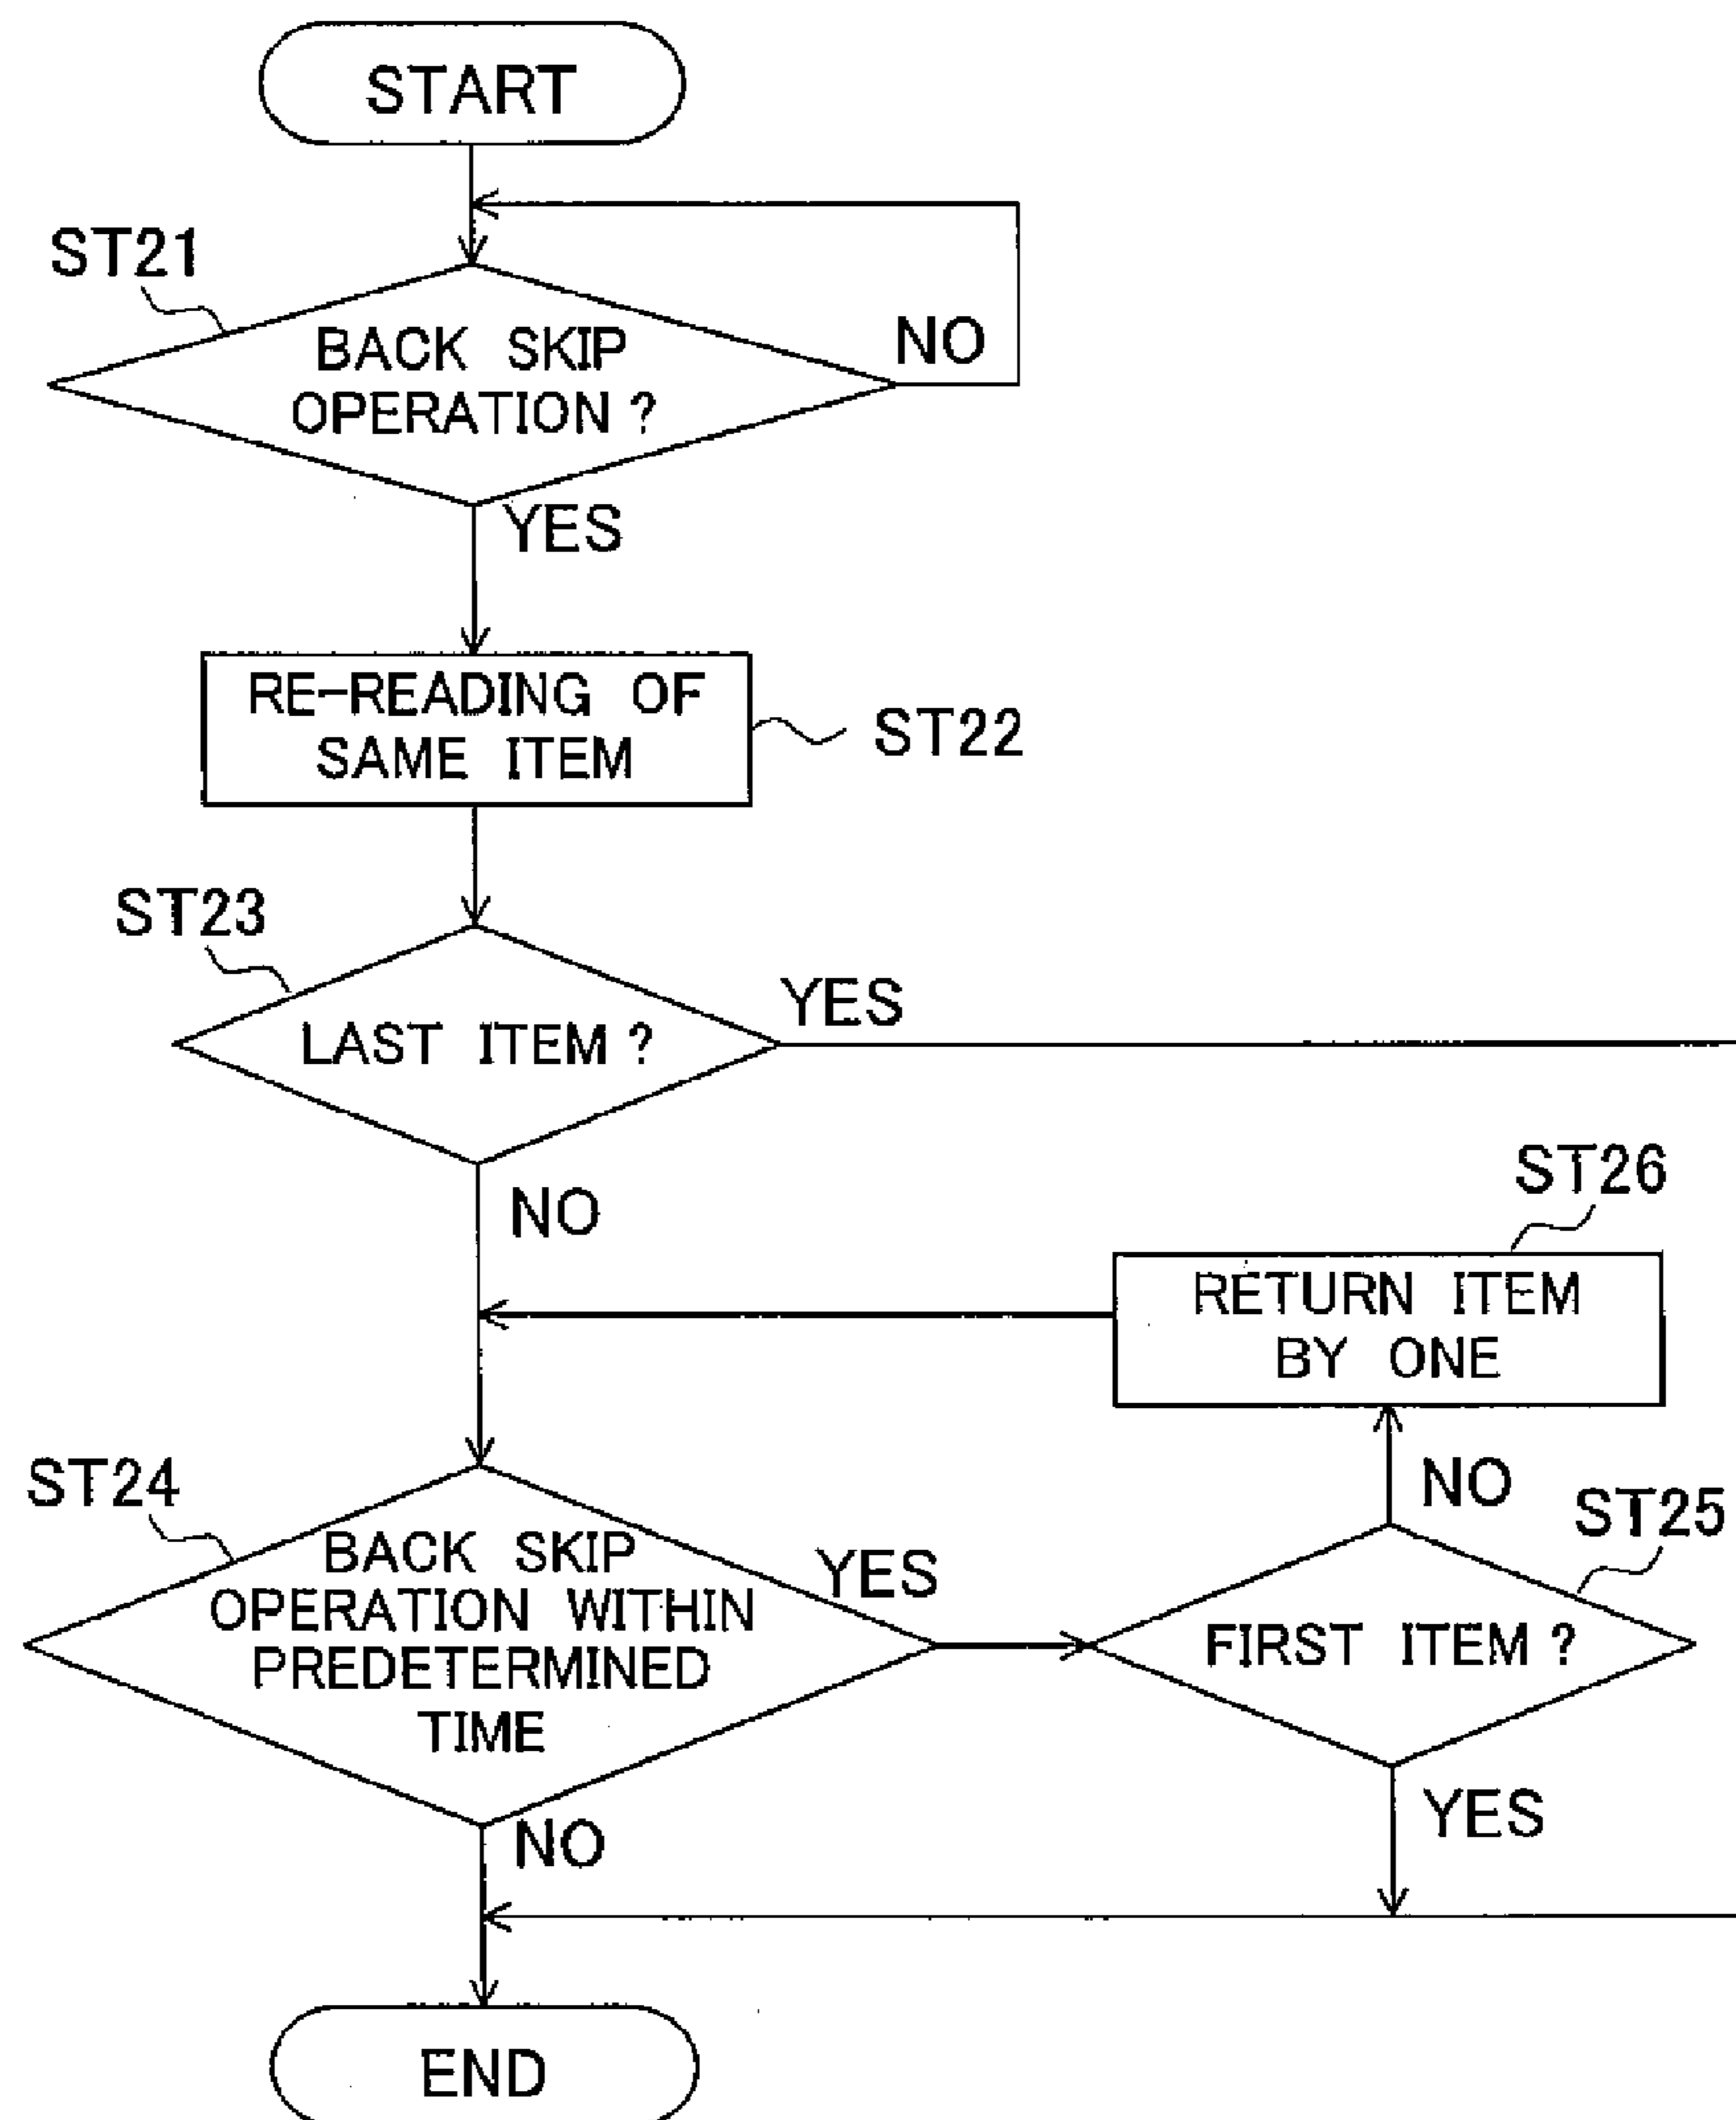 START
ST21
BACK SKIP
OPERATION?
NO
YES
RE-READING OF
SAME ITEM
ST22
ST23
LAST ITEM?
YES
NO
ST26
RETURN ITEM
BY ONE
ST24
BACK SKIP
OPERATION WITHIN
PREDETERMINED
TIME
YES
NO
ST25
FIRST ITEM?
NO
YES
END